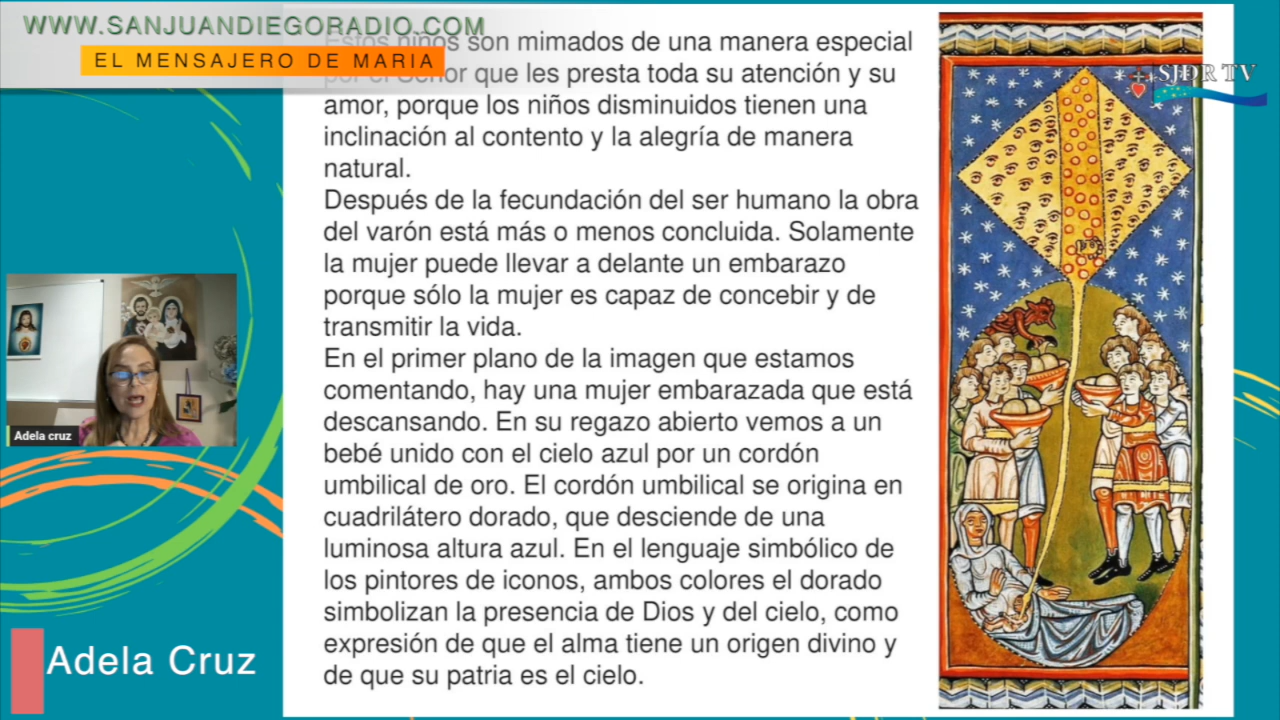 WWW.SANJUANDIEGORADIO.COM
EL MENSAJERO DE MARIA
SJDR TV
Estos niños son mimados de una manera especial
por el Señor que les presta toda su atención y su
amor, porque los niños disminuidos tienen una
inclinación al contento y la alegría de manera
natural.
Después de la fecundación del ser humano la obra
del varón está más o menos concluida. Solamente
la mujer puede llevar a delante un embarazo
porque sólo la mujer es capaz de concebir y de
transmitir la vida.
En el primer plano de la imagen que estamos
comentando, hay una mujer embarazada que está
descansando. En su regazo abierto vemos a un
bebé unido con el cielo azul por un cordón
umbilical de oro. El cordón umbilical se origina en
cuadrilátero dorado, que desciende de una
luminosa altura azul. En el lenguaje simbólico de
los pintores de iconos, ambos colores el dorado
simbolizan la presencia de Dios y del cielo, como
expresión de que el alma tiene un origen divino y
de que su patria es el cielo.
Adela cruz
Adela Cruz